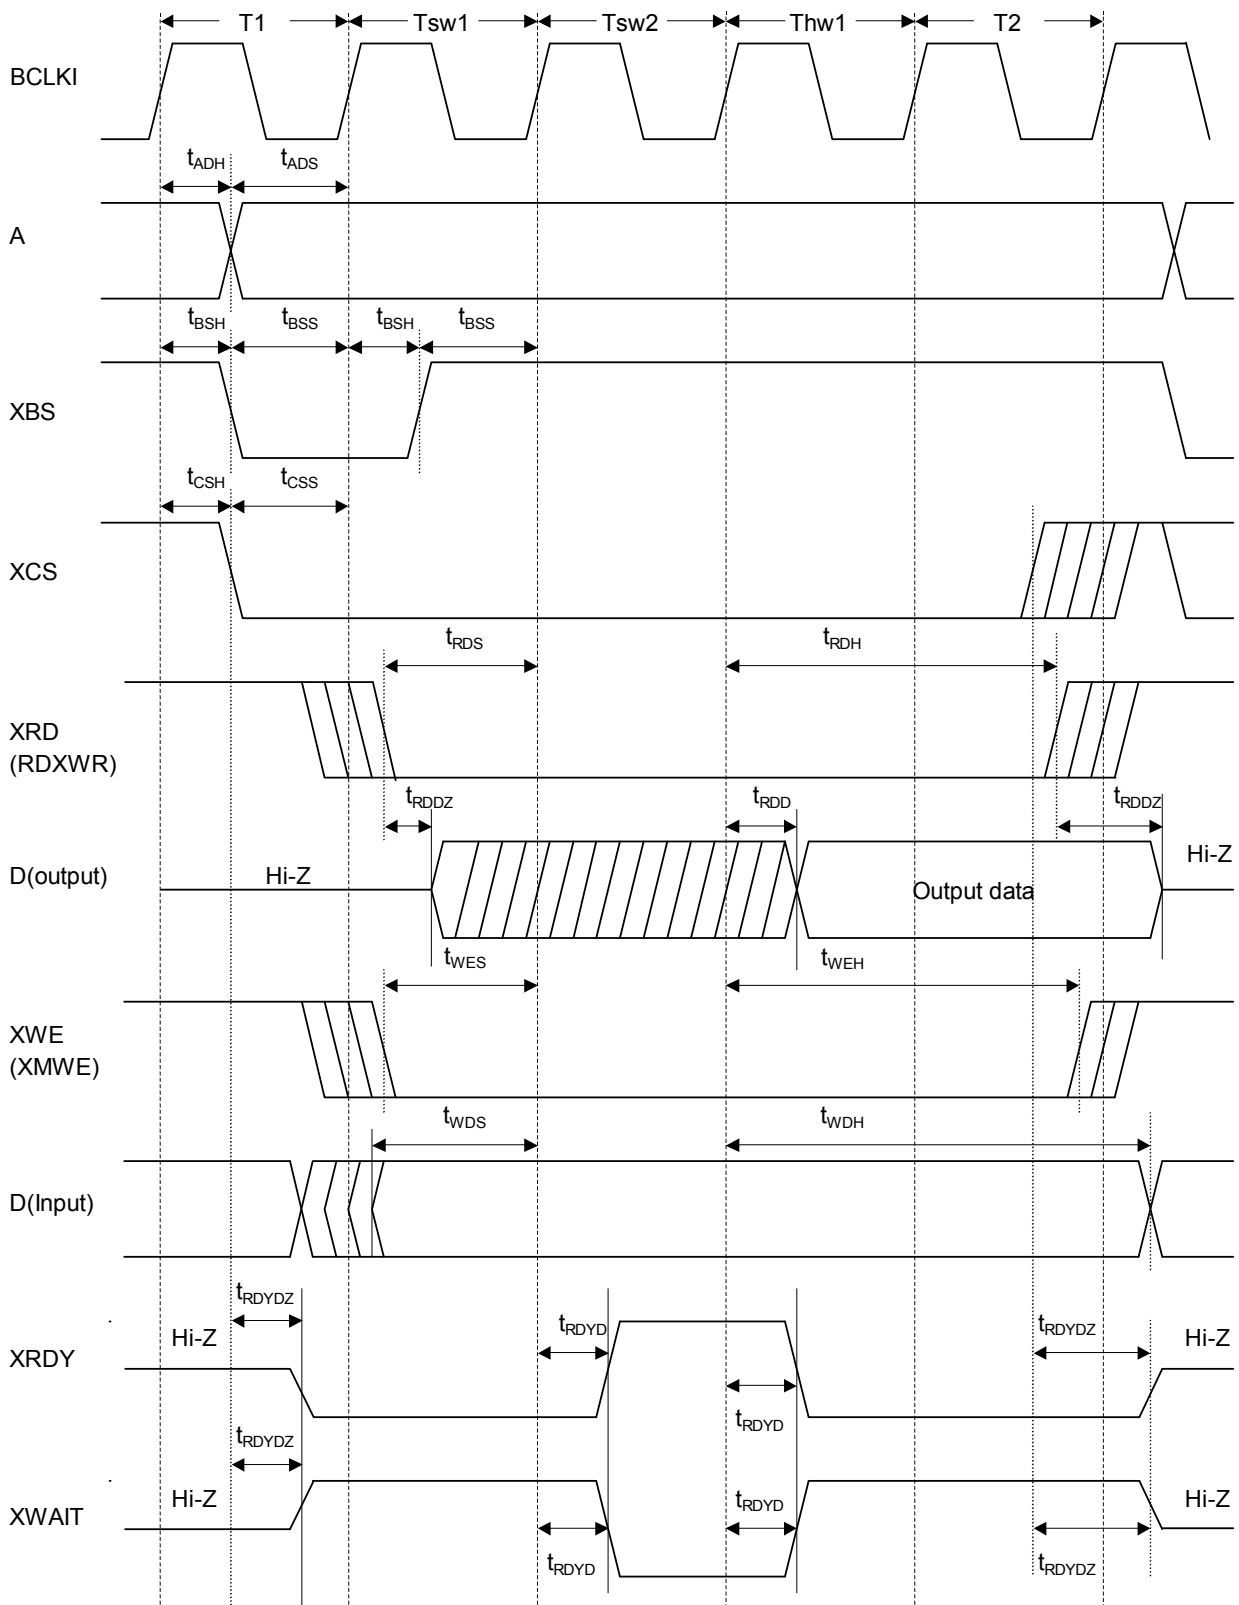 T1 Tsw1 Tsw2 Thw1 T2
BCLKI
tADH tADS
A
tBSH tBSS tBSH tBSS
XBS
tCSH tCSS
XCS
tRDS tRDH
XRD
(RDXWR)
tRDDZ tRDD tRDDZ
D(output) Hi-Z Output data Hi-Z
tWES tWEH
XWE
(XMWE)
tWDS tWDH
D(Input)
tRDYDZ tRDYD tRDYDZ
XRDY Hi-Z Hi-Z
tRDYD
tRDYDZ
XWAIT Hi-Z tRDYD Hi-Z
tRDYD tRDYDZ